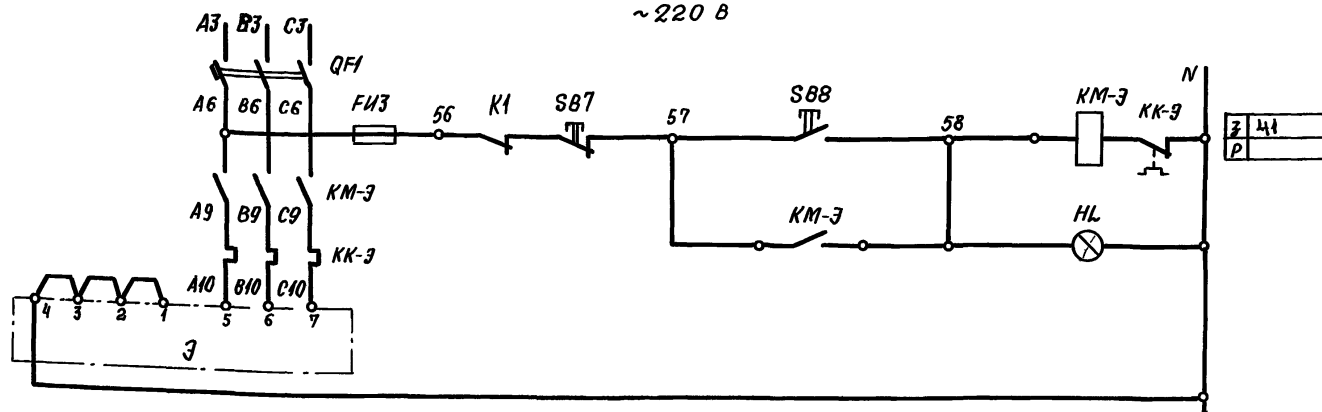 ~220 В
А3 В3 С3
QF1
А6 В6 С6
FU3
56
К1
SB7
57
SB8
58
КМ-Э
КК-Э
N
3 41
Р
А9 В9 С9
КМ-Э
КМ-Э
HL
КК-Э
А10 В10 С10
4 3 2 1 5 6 7
Э